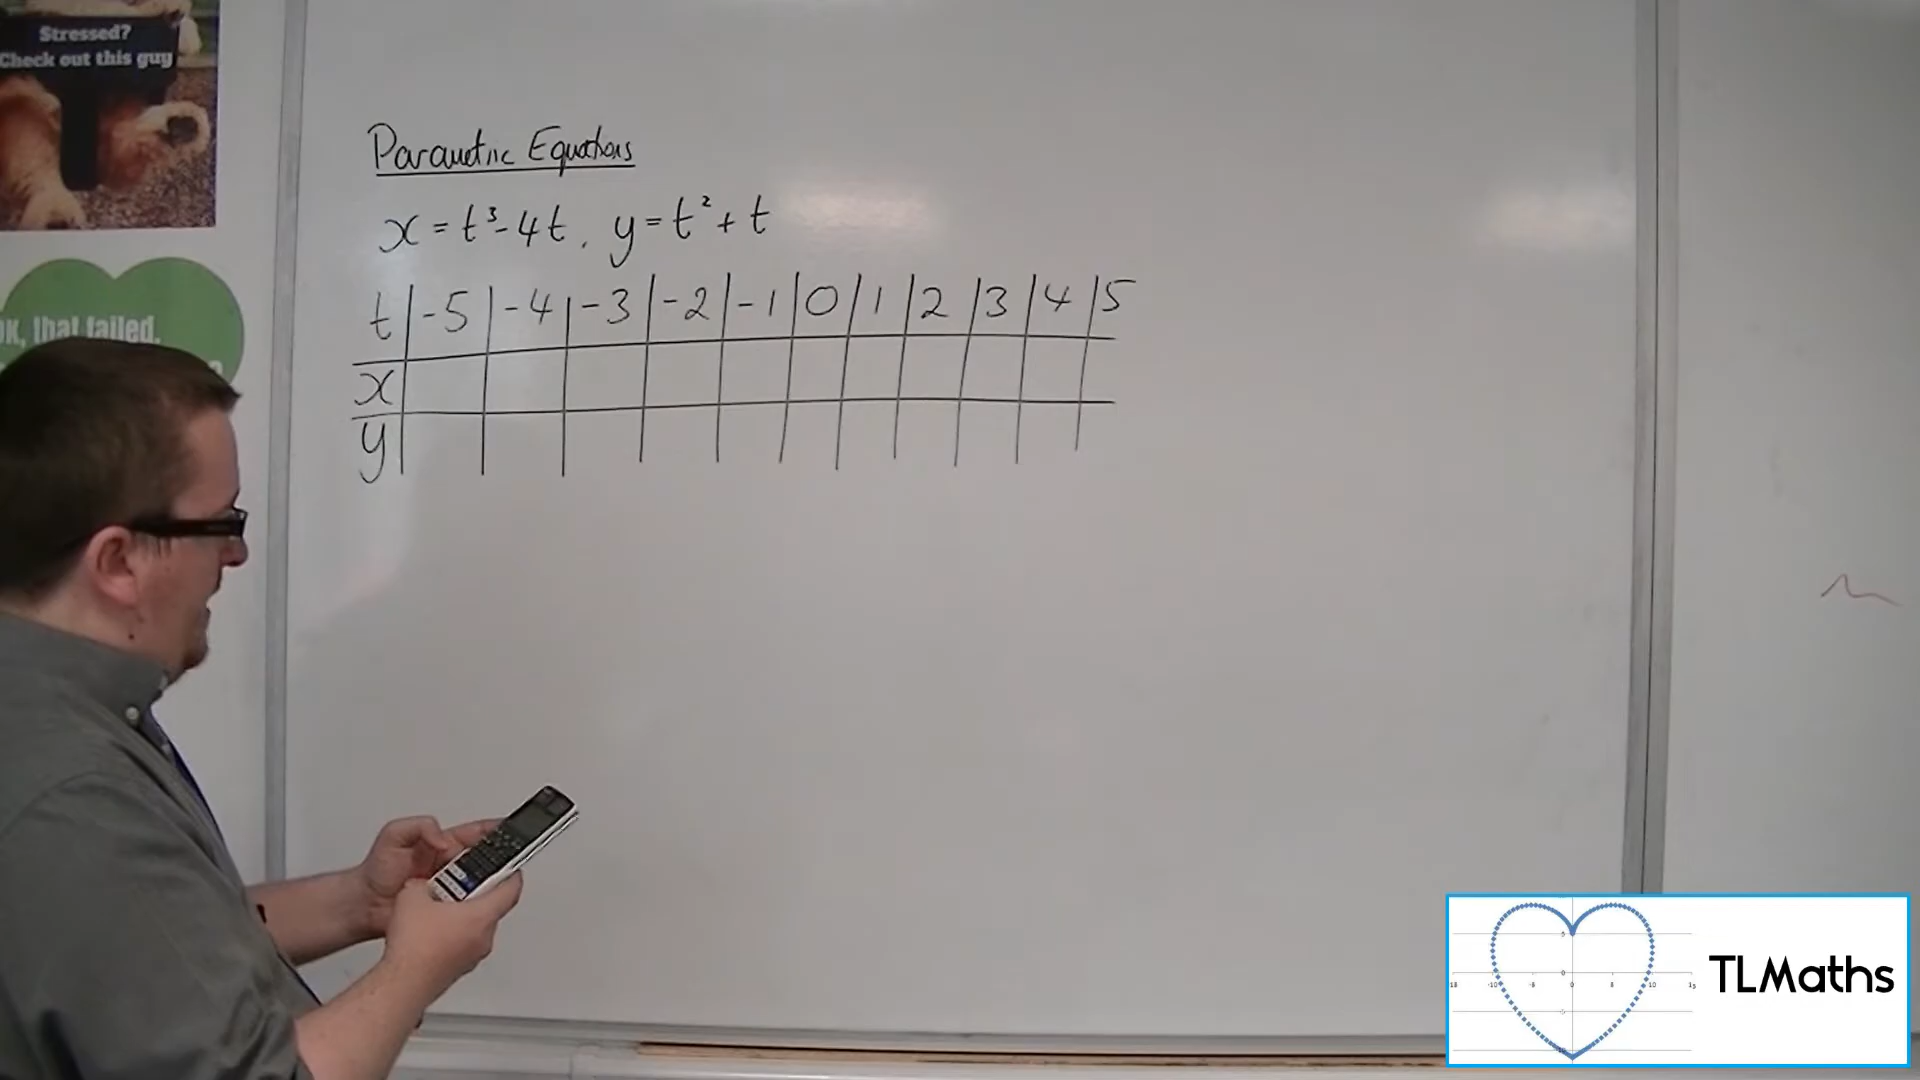 Stressed?
Check out this guy
Parametric Equations
x = t³ - 4t, y = t² + t
t | -5 | -4 | -3 | -2 | -1 | 0 | 1 | 2 | 3 | 4 | 5
x
y
OK, that failed.
TLMaths